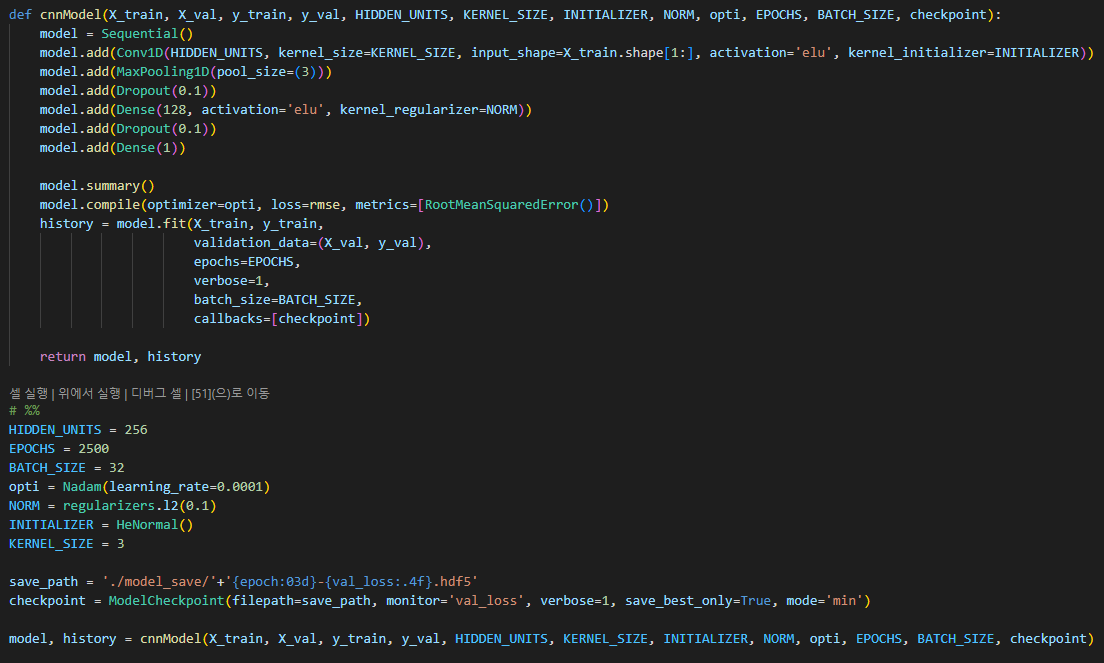 def cnnModel(X_train, X_val, y_train, y_val, HIDDEN_UNITS, KERNEL_SIZE, INITIALIZER, NORM, opti, EPOCHS, BATCH_SIZE, checkpoint):
    model = Sequential()
    model.add(Conv1D(HIDDEN_UNITS, kernel_size=KERNEL_SIZE, input_shape=X_train.shape[1:], activation='elu', kernel_initializer=INITIALIZER))
    model.add(MaxPooling1D(pool_size=(3)))
    model.add(Dropout(0.1))
    model.add(Dense(128, activation='elu', kernel_regularizer=NORM))
    model.add(Dropout(0.1))
    model.add(Dense(1))

    model.summary()
    model.compile(optimizer=opti, loss=rmse, metrics=[RootMeanSquaredError()])
    history = model.fit(X_train, y_train,
                        validation_data=(X_val, y_val),
                        epochs=EPOCHS,
                        verbose=1,
                        batch_size=BATCH_SIZE,
                        callbacks=[checkpoint])

    return model, history

셀 실행 | 위에서 실행 | 디버그 셀 | [51](으)로 이동
# %%
HIDDEN_UNITS = 256
EPOCHS = 2500
BATCH_SIZE = 32
opti = Nadam(learning_rate=0.0001)
NORM = regularizers.l2(0.1)
INITIALIZER = HeNormal()
KERNEL_SIZE = 3

save_path = './model_save/'+'{epoch:03d}-{val_loss:.4f}.hdf5'
checkpoint = ModelCheckpoint(filepath=save_path, monitor='val_loss', verbose=1, save_best_only=True, mode='min')

model, history = cnnModel(X_train, X_val, y_train, y_val, HIDDEN_UNITS, KERNEL_SIZE, INITIALIZER, NORM, opti, EPOCHS, BATCH_SIZE, checkpoint)